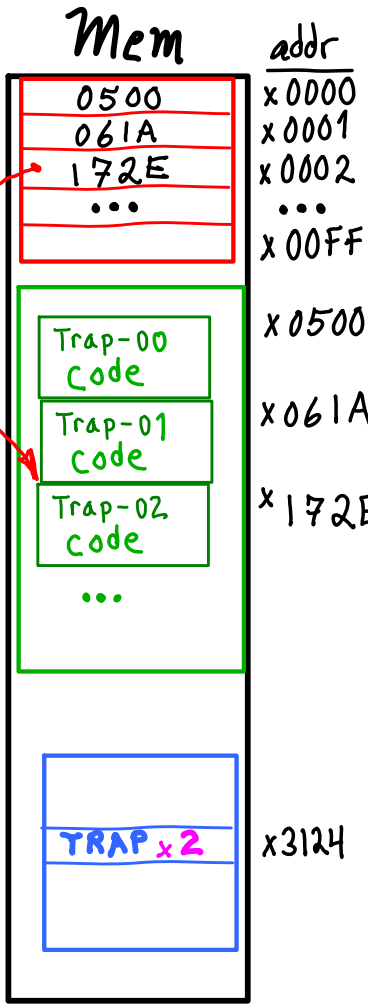 Mem addr
0500 x0000
061A x0001
172E x0002
... ...
x00FF
x0500
Trap-00
Code
x061A
Trap-01
Code
x172E
Trap-02
Code
...
TRAP x2 x3124